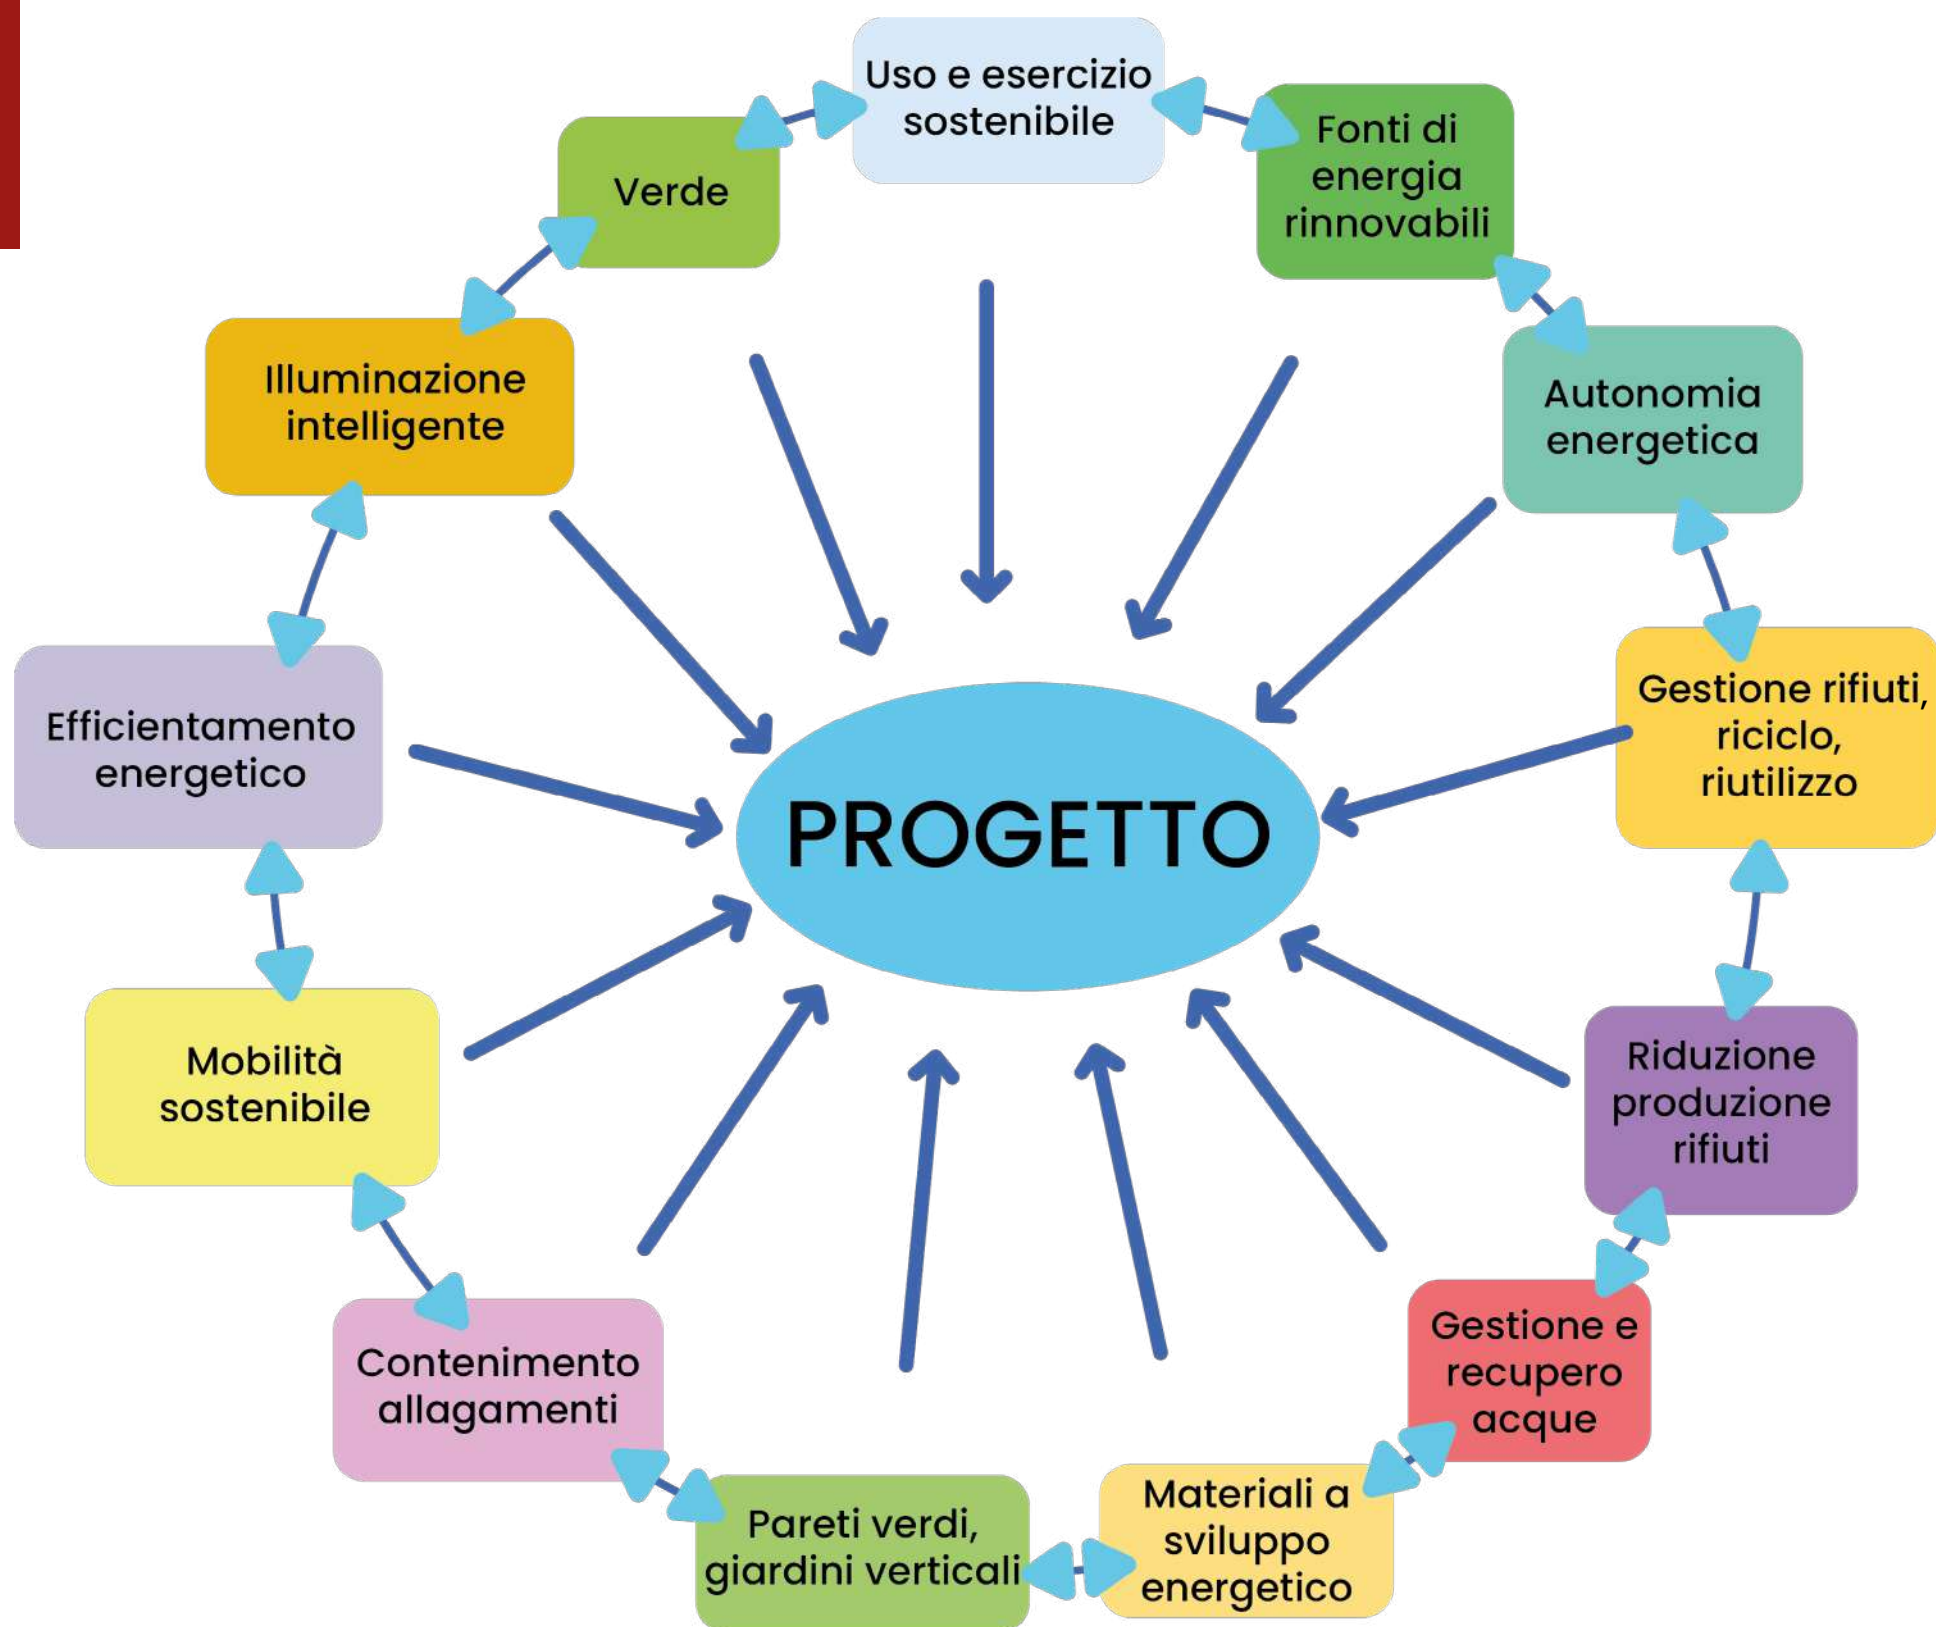 Uso e esercizio
sostenibile
Fonti di
energia
rinnovabili
Verde
Illuminazione
intelligente
Autonomia
energetica
Efficientamento
energetico
Gestione rifiuti,
riciclo,
riutilizzo
PROGETTO
Mobilità
sostenibile
Riduzione
produzione
rifiuti
Contenimento
allagamenti
Gestione e
recupero
acque
Pareti verdi,
giardini verticali
Materiali a
sviluppo
energetico